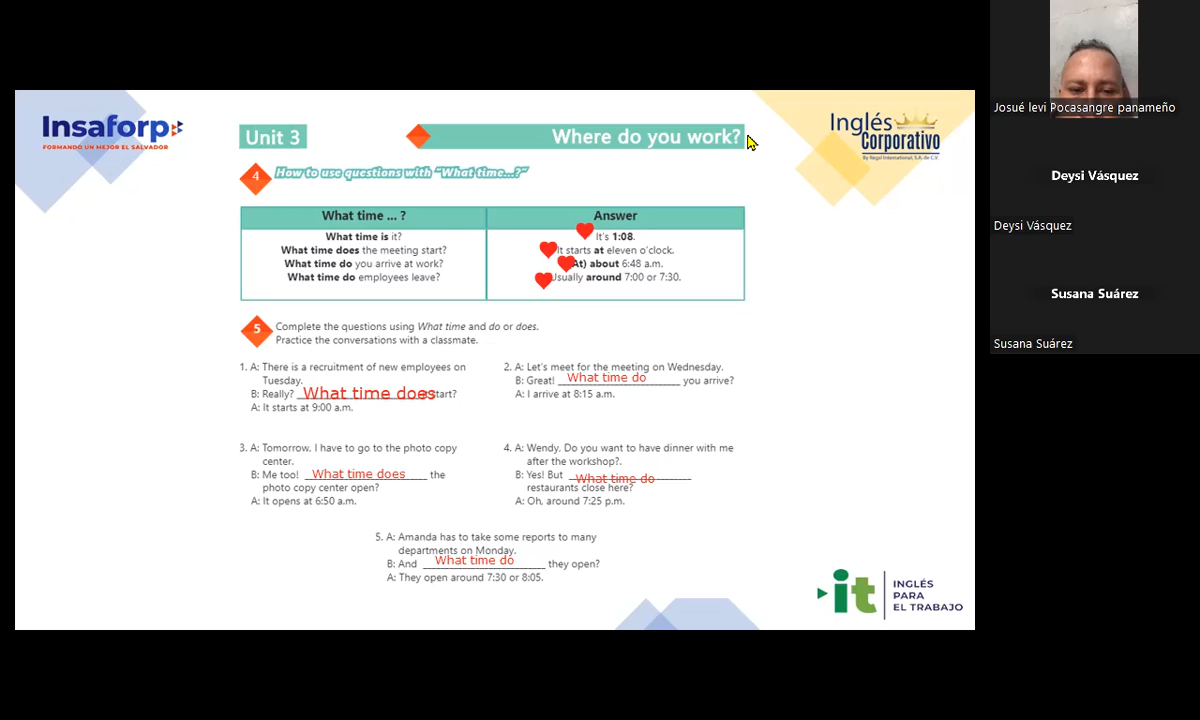 Insaforp
FORMANDO UN MEJOR EL SALVADOR
Unit 3
Where do you work?
Inglés
Corporativo
By Regal International, S.A. de C.V.
4
How to use questions with "What time...?"
What time ... ?
Answer
What time is it?
It's 1:08.
What time does the meeting start?
It starts at eleven o'clock.
What time do you arrive at work?
At) about 6:48 a.m.
What time do employees leave?
Usually around 7:00 or 7:30.
5
Complete the questions using What time and do or does.
Practice the conversations with a classmate.
1. A: There is a recruitment of new employees on
Tuesday.
B: Really? What time does start?
A: It starts at 9:00 a.m.
2. A: Let's meet for the meeting on Wednesday.
B: Great! What time do you arrive?
A: I arrive at 8:15 a.m.
3. A: Tomorrow, I have to go to the photo copy
center.
B: Me too! What time does the
photo copy center open?
A: It opens at 6:50 a.m.
4. A: Wendy, Do you want to have dinner with me
after the workshop?.
B: Yes! But What time do
restaurants close here?
A: Oh, around 7:25 p.m.
5. A: Amanda has to take some reports to many
departments on Monday.
B: And What time do they open?
A: They open around 7:30 or 8:05.
it
INGLÉS
PARA
EL TRABAJO
Josué levi Pocasangre panameño
Deysi Vásquez
Deysi Vásquez
Susana Suárez
Susana Suárez